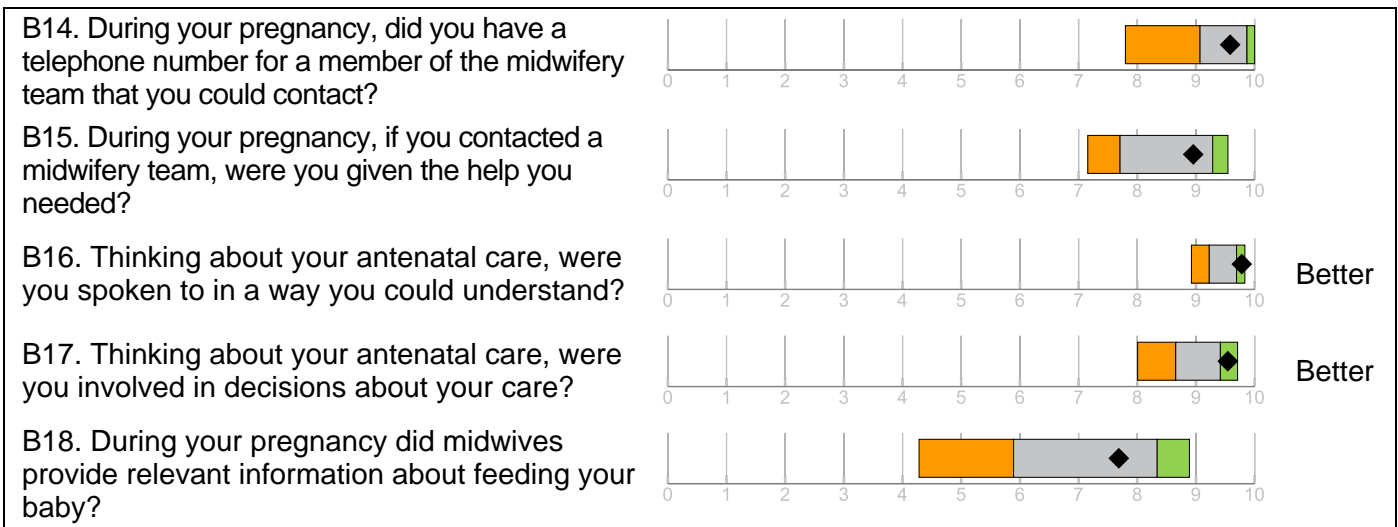 B14. During your pregnancy, did you have a
telephone number for a member of the midwifery
team that you could contact?
0 1 2 3 4 5 6 7 8 9 10
B15. During your pregnancy, if you contacted a
midwifery team, were you given the help you
needed?
0 1 2 3 4 5 6 7 8 9 10
B16. Thinking about your antenatal care, were
you spoken to in a way you could understand?
Better
0 1 2 3 4 5 6 7 8 9 10
B17. Thinking about your antenatal care, were
you involved in decisions about your care?
Better
0 1 2 3 4 5 6 7 8 9 10
B18. During your pregnancy did midwives
provide relevant information about feeding your
baby?
0 1 2 3 4 5 6 7 8 9 10